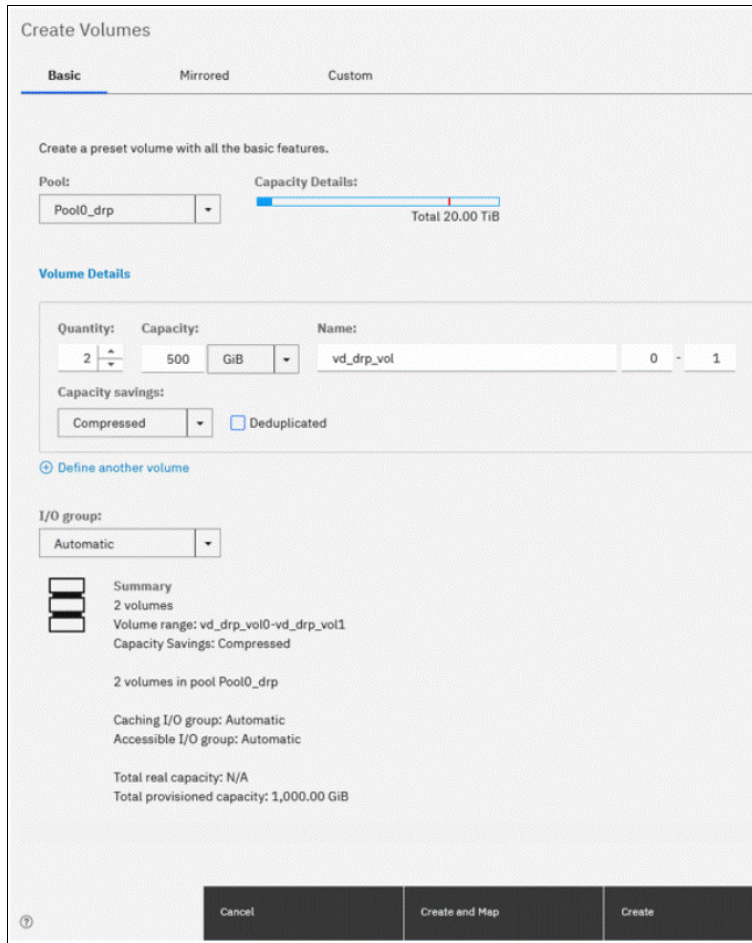 Create Volumes
Basic Mirrored Custom
Create a preset volume with all the basic features.
Pool: Capacity Details:
Pool0_drp
Total 20.00 TiB
Volume Details
Quantity: Capacity: Name:
2 500 GiB vd_drp_vol 0 - 1
Capacity savings:
Compressed Deduplicated
Define another volume
I/O group:
Automatic
Summary
2 volumes
Volume range: vd_drp_vol0-vd_drp_vol1
Capacity Savings: Compressed
2 volumes in pool Pool0_drp
Caching I/O group: Automatic
Accessible I/O group: Automatic
Total real capacity: N/A
Total provisioned capacity: 1,000.00 GiB
? Cancel Create and Map Create